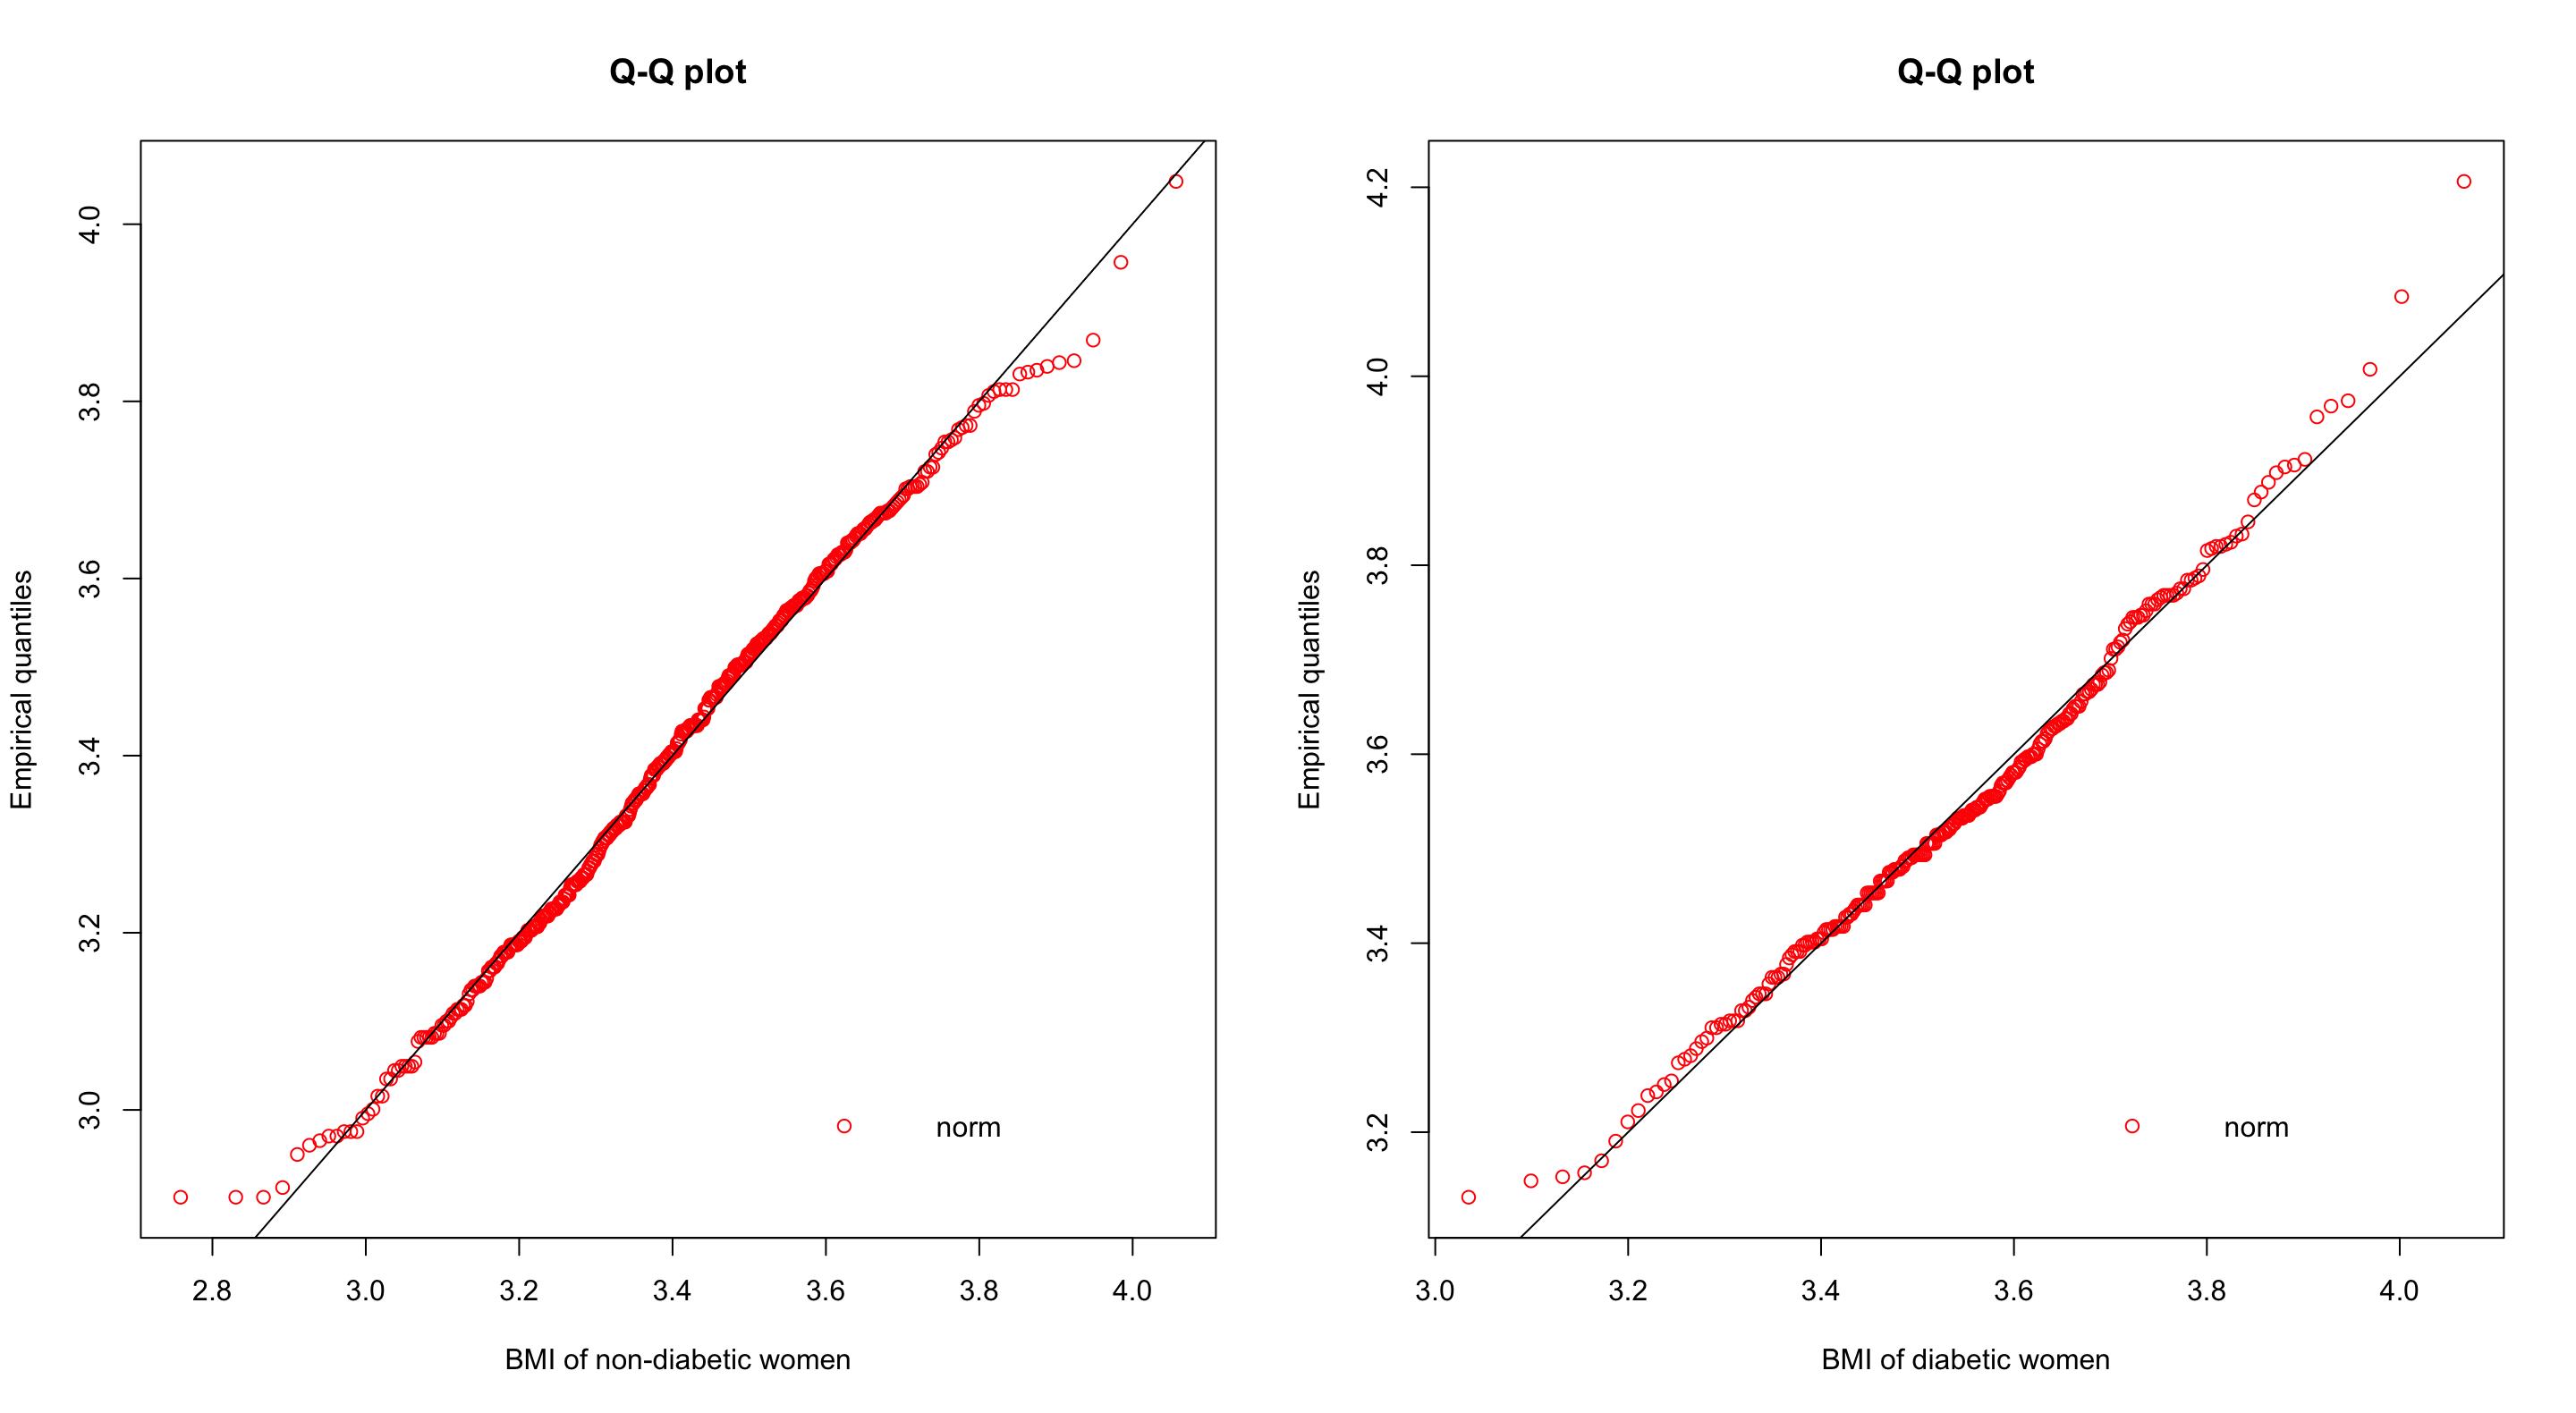 Q-Q plot
Empirical quantiles
4.0
3.8
3.6
3.4
3.2
3.0
norm
2.8 3.0 3.2 3.4 3.6 3.8 4.0
BMI of non-diabetic women
Q-Q plot
Empirical quantiles
4.2
4.0
3.8
3.6
3.4
3.2
norm
3.0 3.2 3.4 3.6 3.8 4.0
BMI of diabetic women